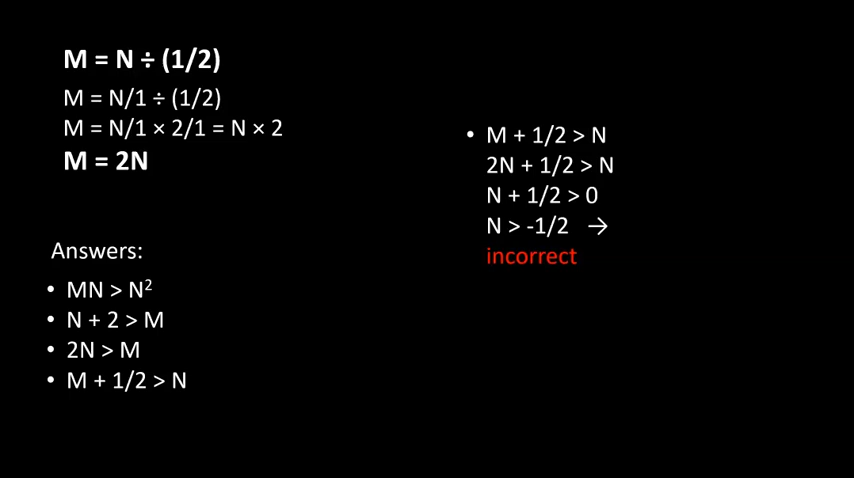 M = N ÷ (1/2)
M = N/1 ÷ (1/2)
M = N/1 × 2/1 = N × 2
M = 2N
Answers:
• MN > N²
• N + 2 > M
• 2N > M
• M + 1/2 > N
• M + 1/2 > N
2N + 1/2 > N
N + 1/2 > 0
N > -1/2 →
incorrect